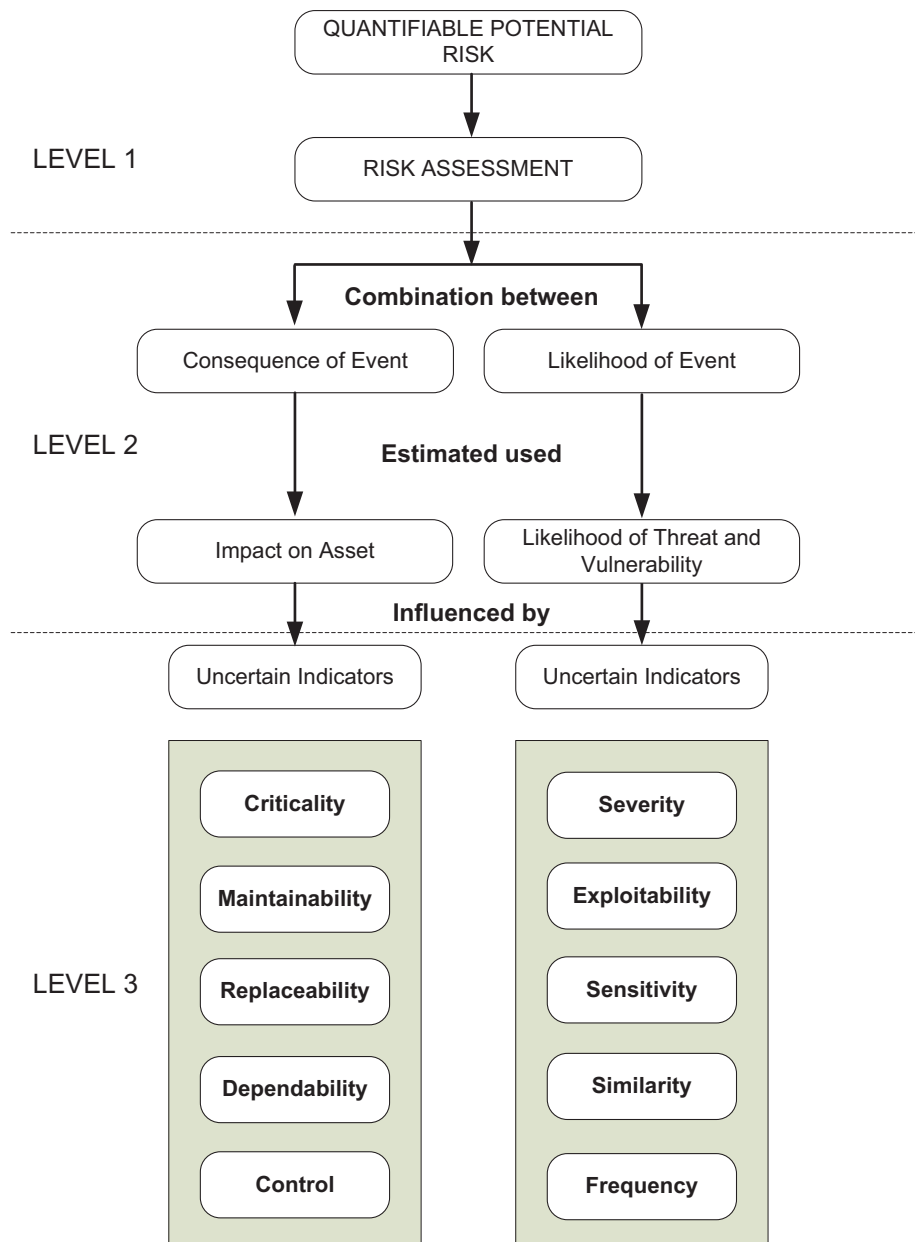 QUANTIFIABLE POTENTIAL
RISK
LEVEL 1
RISK ASSESSMENT
Combination between
Consequence of Event
Likelihood of Event
LEVEL 2
Estimated used
Impact on Asset
Likelihood of Threat and
Vulnerability
Influenced by
Uncertain Indicators
Uncertain Indicators
Criticality
Severity
Maintainability
Exploitability
LEVEL 3
Replaceability
Sensitivity
Dependability
Similarity
Control
Frequency